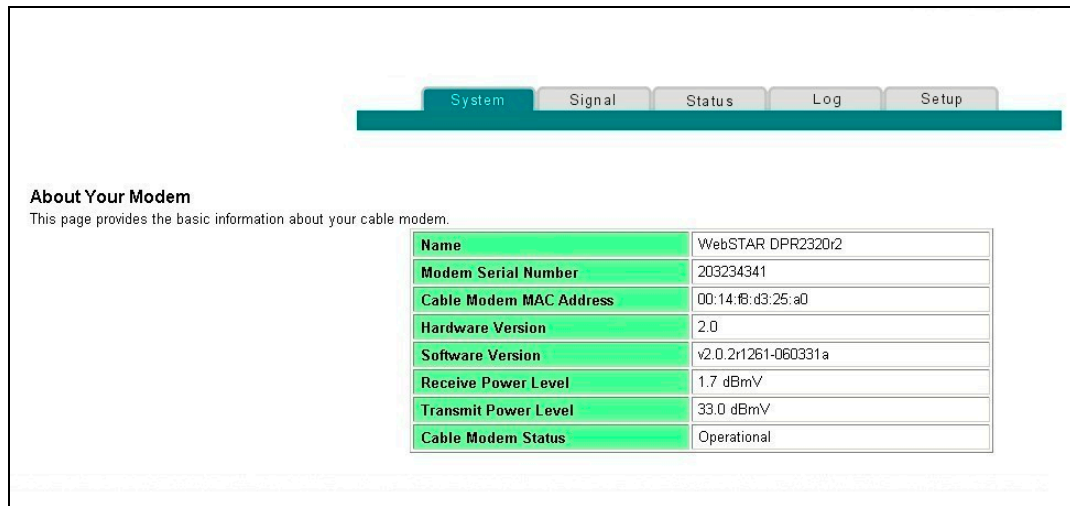 System Signal Status Log Setup
About Your Modem
This page provides the basic information about your cable modem.
Name WebSTAR DPR2320r2
Modem Serial Number 203234341
Cable Modem MAC Address 00:14:f8:d3:25:a0
Hardware Version 2.0
Software Version v2.0.2r1261-060331a
Receive Power Level 1.7 dBmV
Transmit Power Level 33.0 dBmV
Cable Modem Status Operational